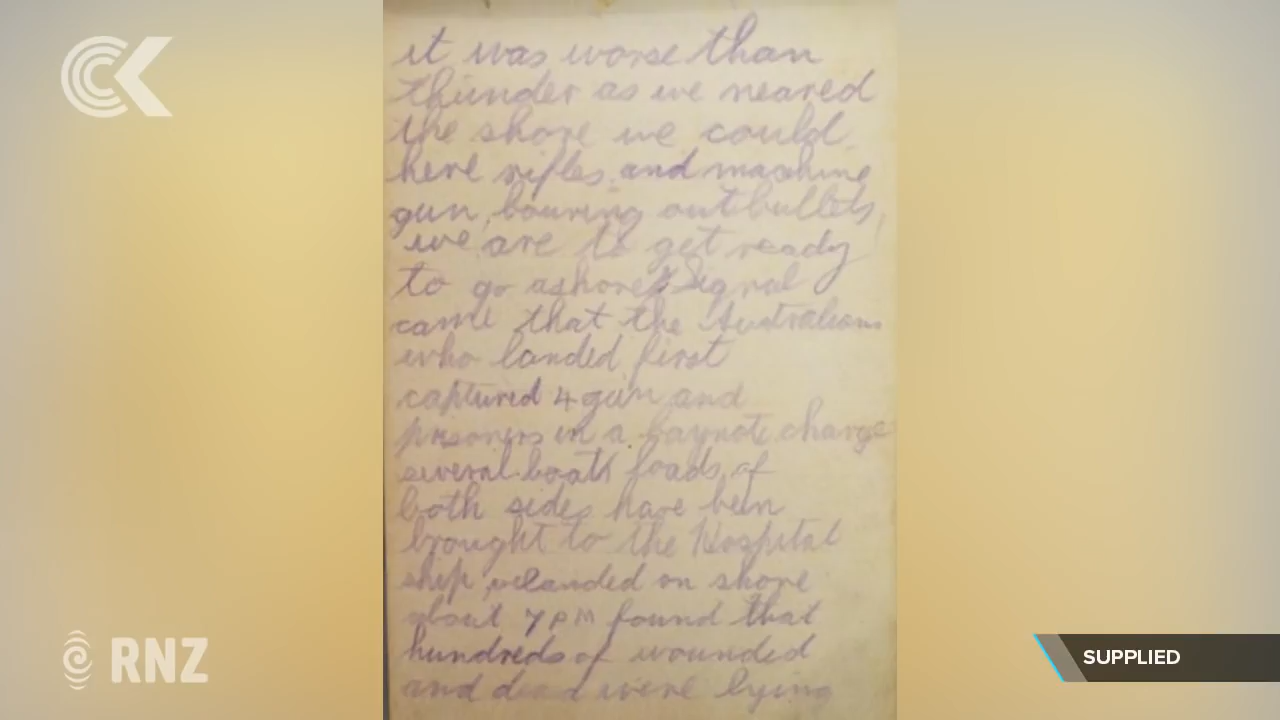 it was worse than
thunder as we neared
the shore we could
here rifles and machine
gun, bouring out bullets,
we are to get ready
to go ashore signal
came that the Australians
who landed first
captured 4 gun and
prisoners in a baynote charge
several boat loads of
both sides have been
brought to the Hospital
ship, we landed on shore
about 7 PM found that
hundreds of wounded
and dead were lying
RNZ
SUPPLIED